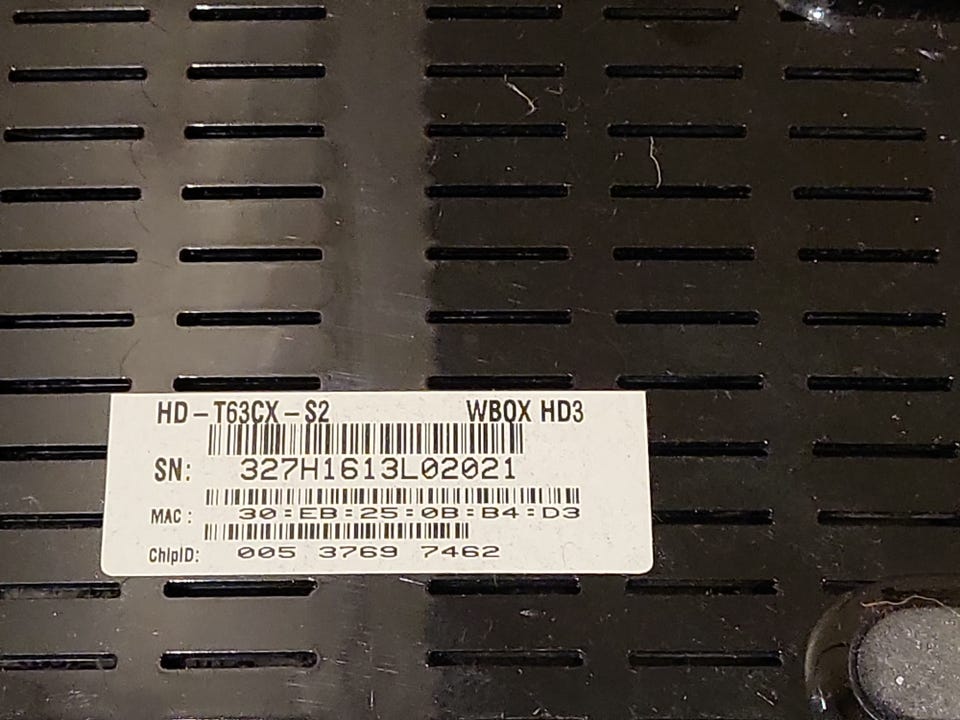 HD-T63CX-S2 WBOX HD3
SN: 327H1613L02021
MAC: 30:EB:25:0B:B4:D3
ChipID: 005 3769 7462